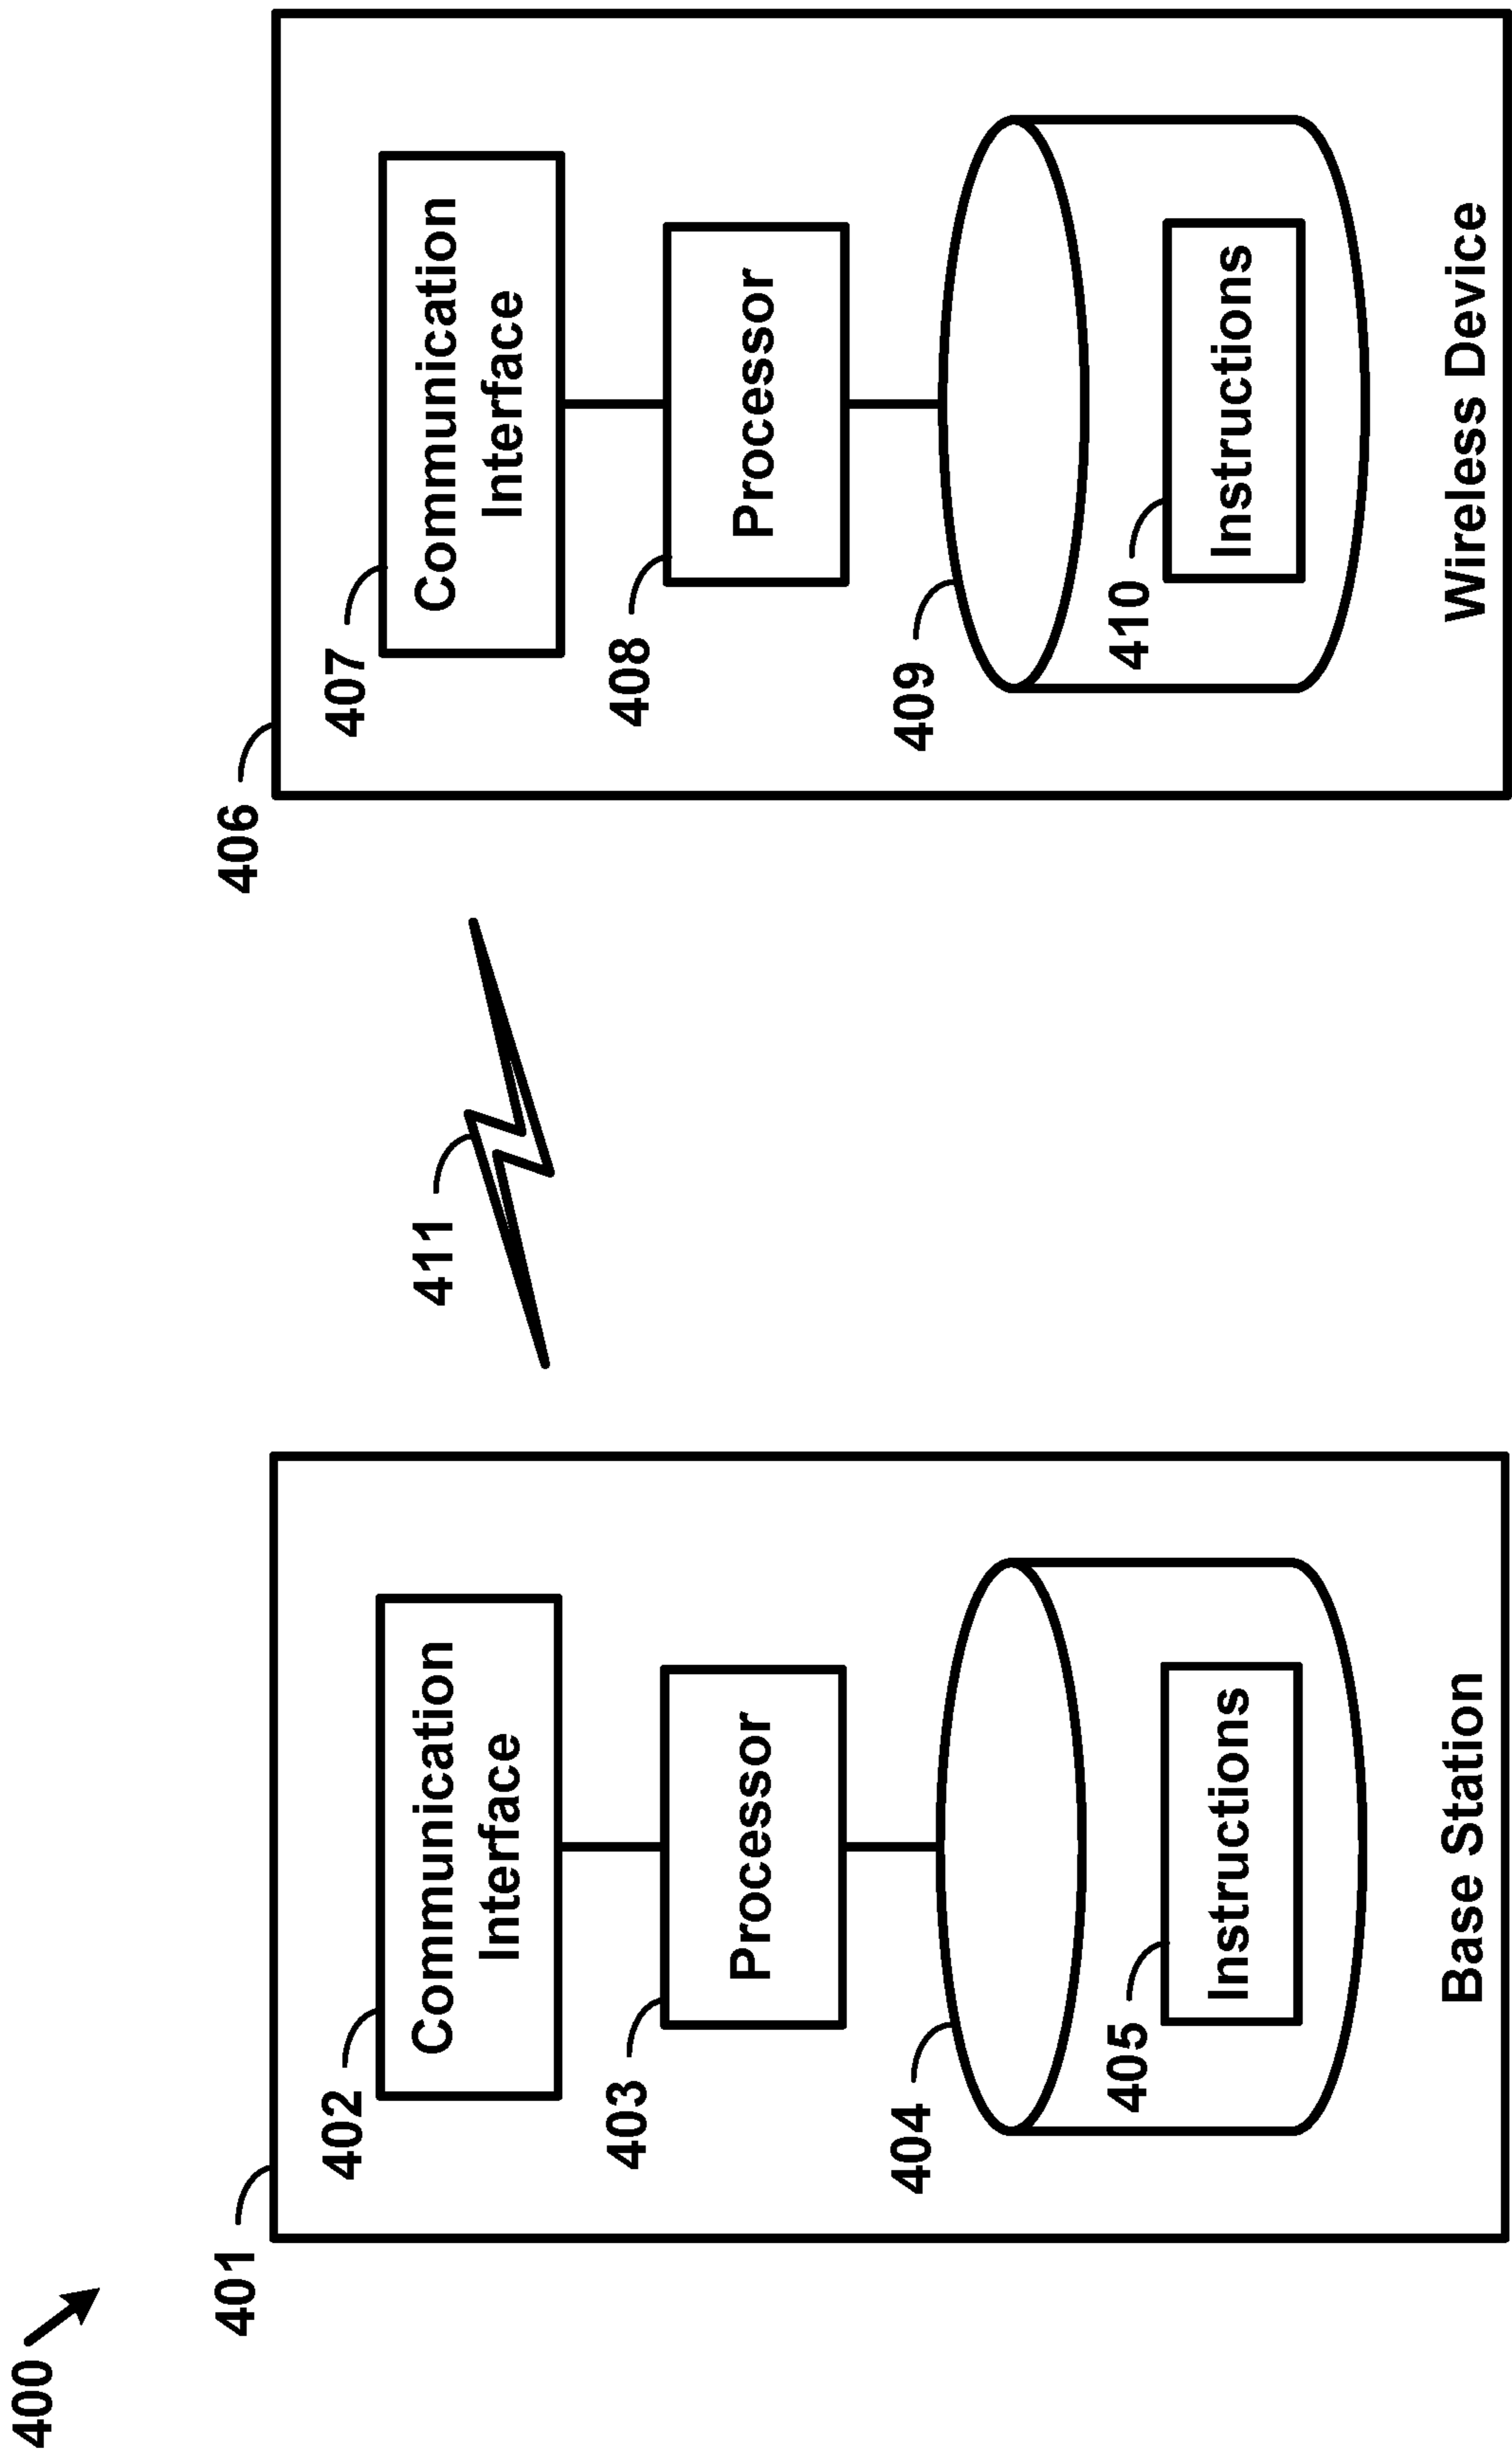 400
401
402
Communication
Interface
403
Processor
404
405
Instructions
Base Station
411
406
407
Communication
Interface
408
Processor
409
410
Instructions
Wireless Device